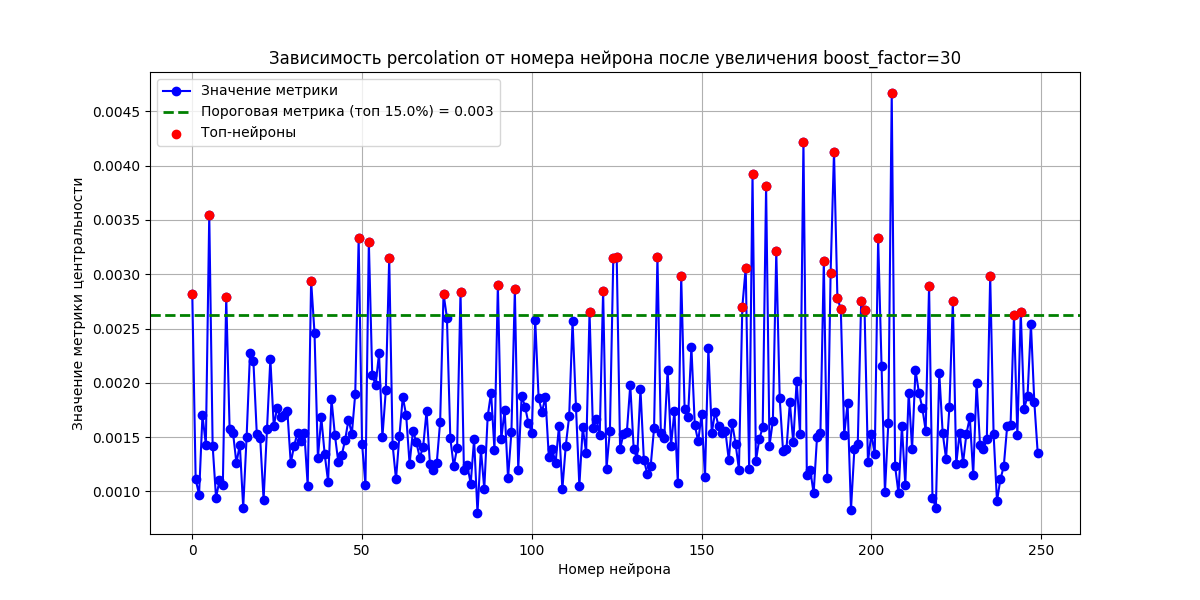 Зависимость percolation от номера нейрона после увеличения boost_factor=30
Значение метрики
Пороговая метрика (топ 15.0%) = 0.003
Топ-нейроны
Значение метрики центральности
0.0045
0.0040
0.0035
0.0030
0.0025
0.0020
0.0015
0.0010
0 50 100 150 200 250
Номер нейрона